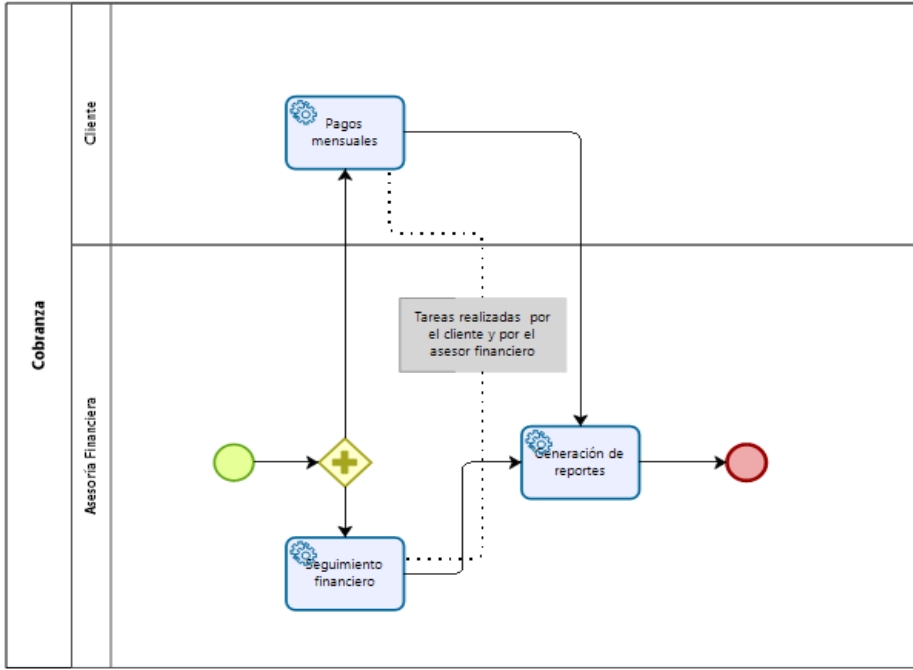 Cobranza
Cliente
Pagos
mensuales
Asesoría Financiera
Tareas realizadas por
el cliente y por el
asesor financiero
Generación de
reportes
Seguimiento
financiero